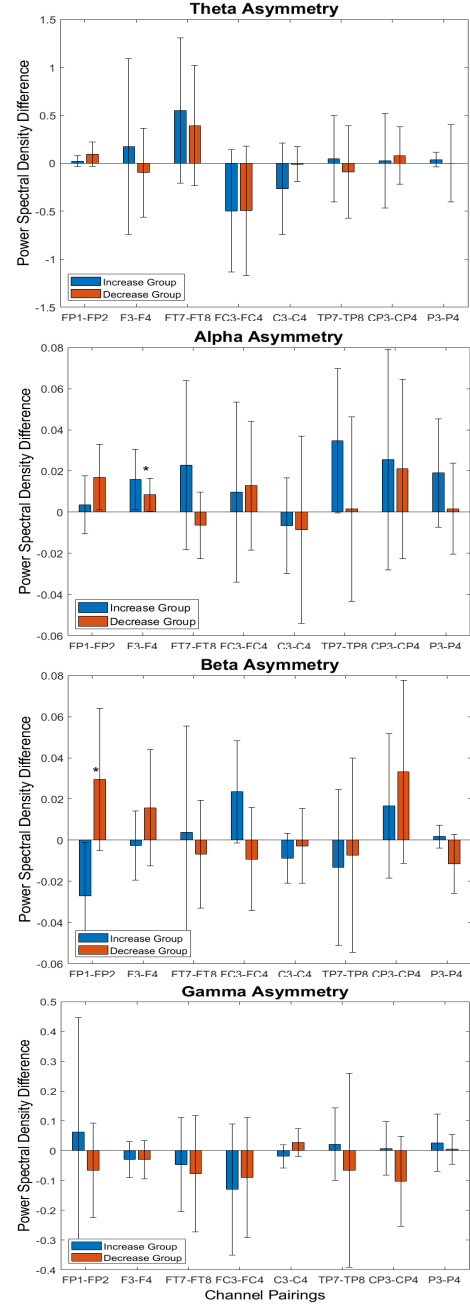 Theta Asymmetry
Power Spectral Density Difference
1.5
1
0.5
0
-0.5
-1
-1.5
Increase Group
Decrease Group
FP1-FP2 F3-F4 FT7-FT8 FC3-FC4 C3-C4 TP7-TP8 CP3-CP4 P3-P4
Alpha Asymmetry
Power Spectral Density Difference
0.08
0.06
0.04
0.02
0
-0.02
-0.04
-0.06
*
Increase Group
Decrease Group
FP1-FP2 F3-F4 FT7-FT8 FC3-FC4 C3-C4 TP7-TP8 CP3-CP4 P3-P4
Beta Asymmetry
Power Spectral Density Difference
0.08
0.06
0.04
0.02
0
-0.02
-0.04
-0.06
*
Increase Group
Decrease Group
FP1-FP2 F3-F4 FT7-FT8 FC3-FC4 C3-C4 TP7-TP8 CP3-CP4 P3-P4
Gamma Asymmetry
Power Spectral Density Difference
0.5
0.4
0.3
0.2
0.1
0
-0.1
-0.2
-0.3
-0.4
Increase Group
Decrease Group
FP1-FP2 F3-F4 FT7-FT8 FC3-FC4 C3-C4 TP7-TP8 CP3-CP4 P3-P4
Channel Pairings